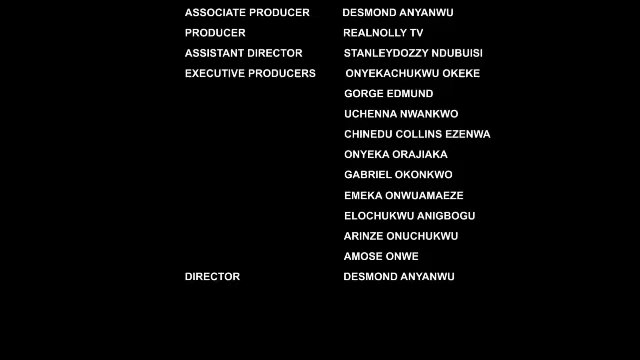 ASSOCIATE PRODUCER DESMOND ANYANWU
PRODUCER REALNOLLY TV
ASSISTANT DIRECTOR STANLEYDOZZY NDUBUISI
EXECUTIVE PRODUCERS ONYEKACHUKWU OKEKE
GORGE EDMUND
UCHENNA NWANKWO
CHINEDU COLLINS EZENWA
ONYEKA ORAJIAKA
GABRIEL OKONKWO
EMEKA ONWUAMAEZE
ELOCHUKWU ANIGBOGU
ARINZE ONUCHUKWU
AMOSE ONWE
DIRECTOR DESMOND ANYANWU